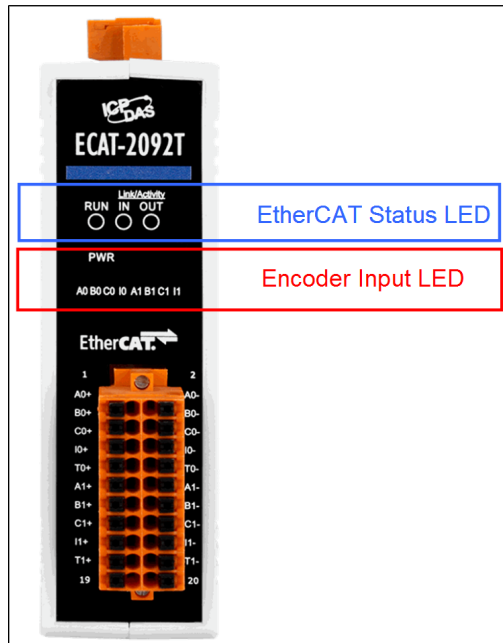 ICP DAS
ECAT-2092T
Link/Activity
RUN IN OUT
EtherCAT Status LED
PWR
Encoder Input LED
A0 B0 C0 I0 A1 B1 C1 I1
EtherCAT.
1 2
A0+ A0-
B0+ B0-
C0+ C0-
I0+ I0-
T0+ T0-
A1+ A1-
B1+ B1-
C1+ C1-
I1+ I1-
T1+ T1-
19 20